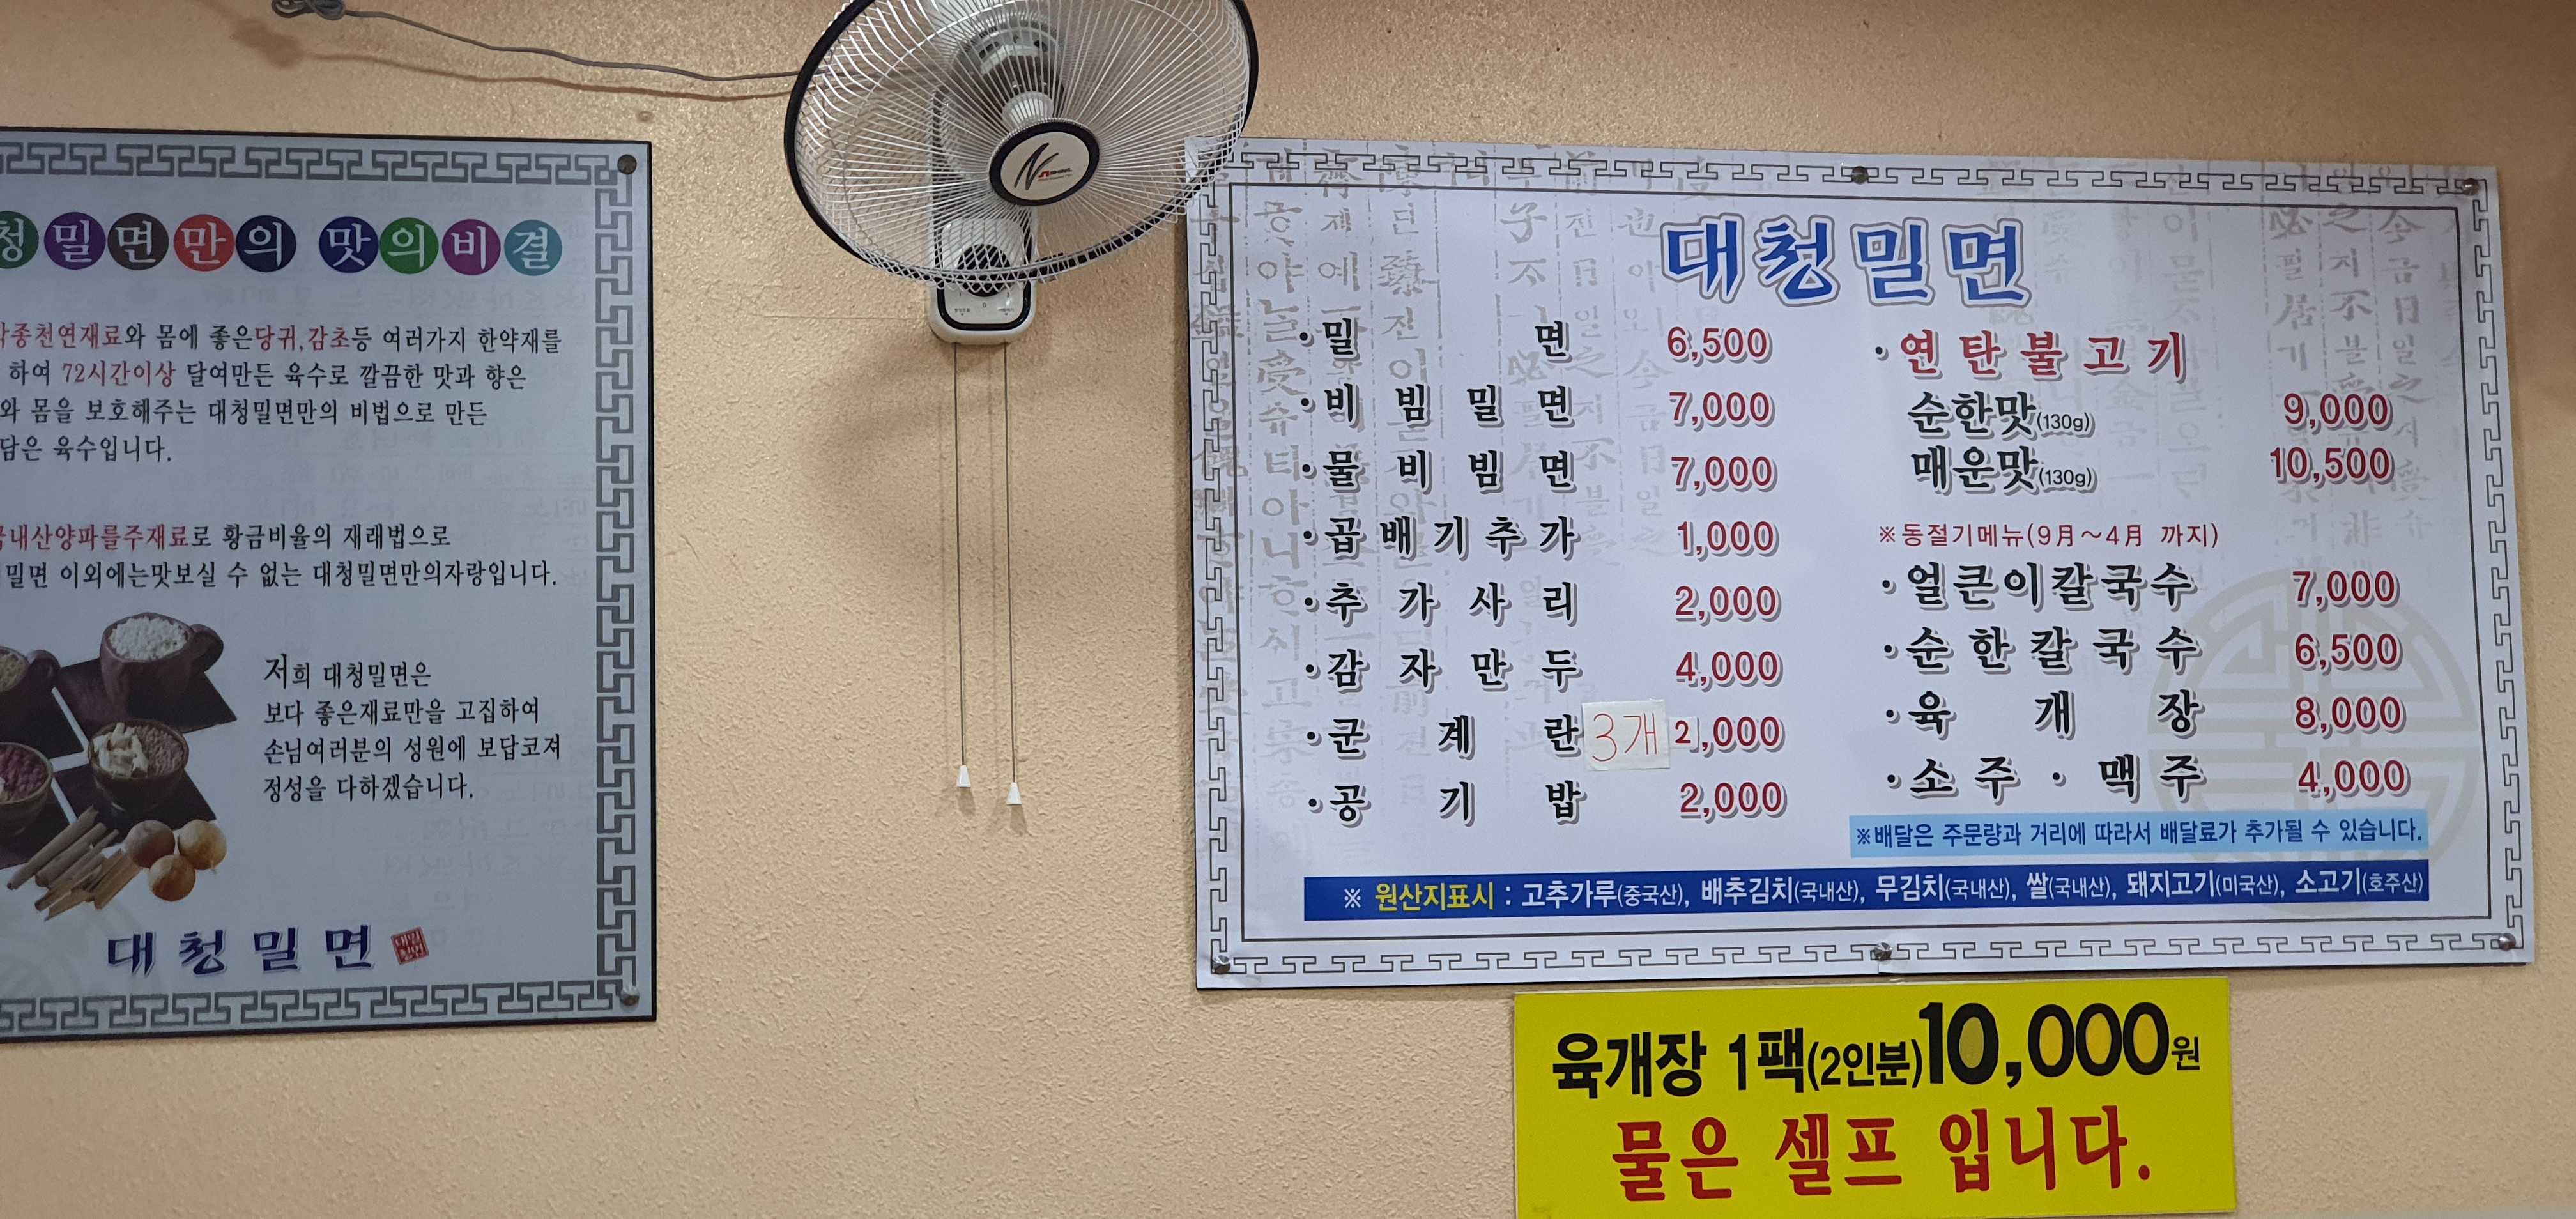 청밀면만의 맛의비결
각종천연재료와 몸에 좋은당귀,감초등 여러가지 한약재를
하여 72시간이상 달여만든 육수로 깔끔한 맛과 향은
와 몸을 보호해주는 대청밀면만의 비법으로 만든
담은 육수입니다.
국내산양파를주재료로 황금비율의 재래법으로
밀면 이외에는맛보실 수 없는 대청밀면만의자랑입니다.
저희 대청밀면은
보다 좋은재료만을 고집하여
손님여러분의 성원에 보답코져
정성을 다하겠습니다.
대청밀면
대청밀면
·밀면 6,500
·비빔밀면 7,000
·물비빔면 7,000
·곱배기추가 1,000
·추가사리 2,000
·감자만두 4,000
·군계란 3개 2,000
·공기밥 2,000
·연탄불고기
순한맛(130g) 9,000
매운맛(130g) 10,500
※동절기메뉴(9月~4月 까지)
·얼큰이칼국수 7,000
·순한칼국수 6,500
·육개장 8,000
·소주·맥주 4,000
※배달은 주문량과 거리에 따라서 배달료가 추가될 수 있습니다.
※ 원산지표시 : 고추가루(중국산), 배추김치(국내산), 무김치(국내산), 쌀(국내산), 돼지고기(미국산), 소고기(호주산)
육개장 1팩(2인분)10,000원
물은 셀프 입니다.